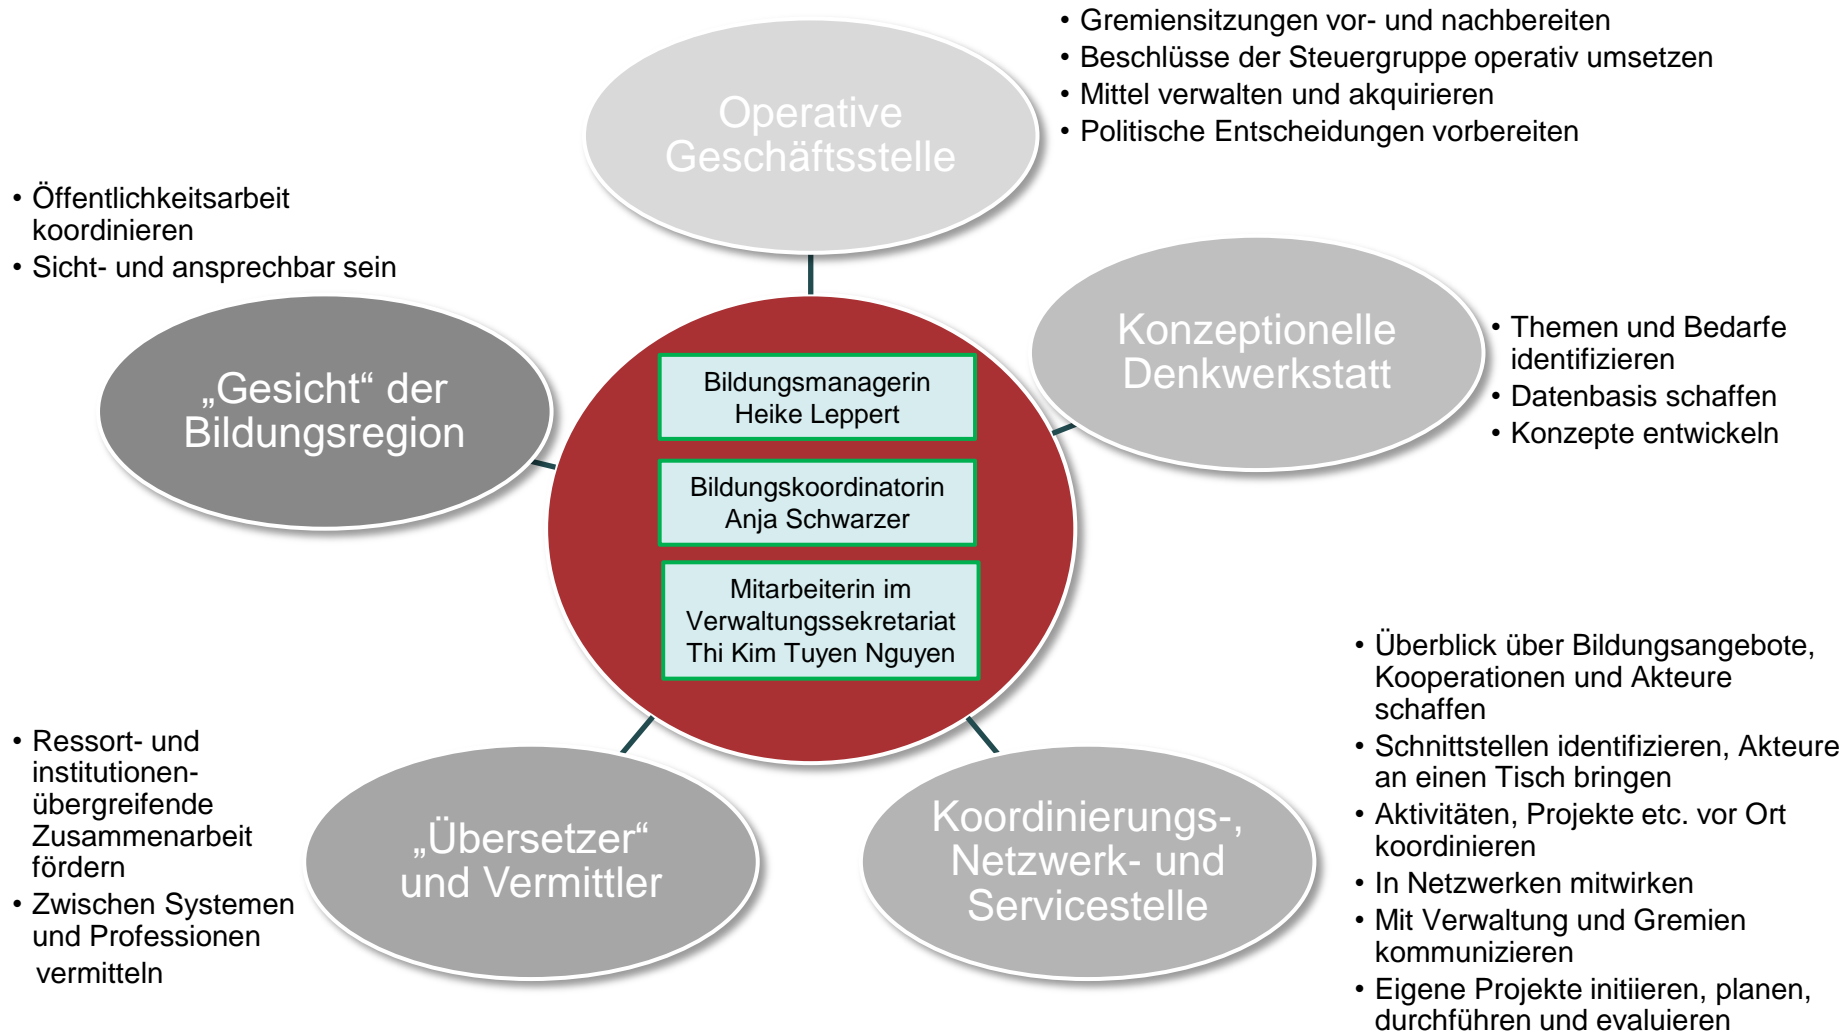 Operative
Geschäftsstelle
• Gremiensitzungen vor- und nachbereiten
• Beschlüsse der Steuergruppe operativ umsetzen
• Mittel verwalten und akquirieren
• Politische Entscheidungen vorbereiten
• Öffentlichkeitsarbeit
koordinieren
• Sicht- und ansprechbar sein
„Gesicht“ der
Bildungsregion
Konzeptionelle
Denkwerkstatt
• Themen und Bedarfe
identifizieren
• Datenbasis schaffen
• Konzepte entwickeln
Bildungsmanagerin
Heike Leppert
Bildungskoordinatorin
Anja Schwarzer
Mitarbeiterin im
Verwaltungssekretariat
Thi Kim Tuyen Nguyen
• Ressort- und
institutionen-
übergreifende
Zusammenarbeit
fördern
• Zwischen Systemen
und Professionen
vermitteln
„Übersetzer“
und Vermittler
Koordinierungs-,
Netzwerk- und
Servicestelle
• Überblick über Bildungsangebote,
Kooperationen und Akteure
schaffen
• Schnittstellen identifizieren, Akteure
an einen Tisch bringen
• Aktivitäten, Projekte etc. vor Ort
koordinieren
• In Netzwerken mitwirken
• Mit Verwaltung und Gremien
kommunizieren
• Eigene Projekte initiieren, planen,
durchführen und evaluieren